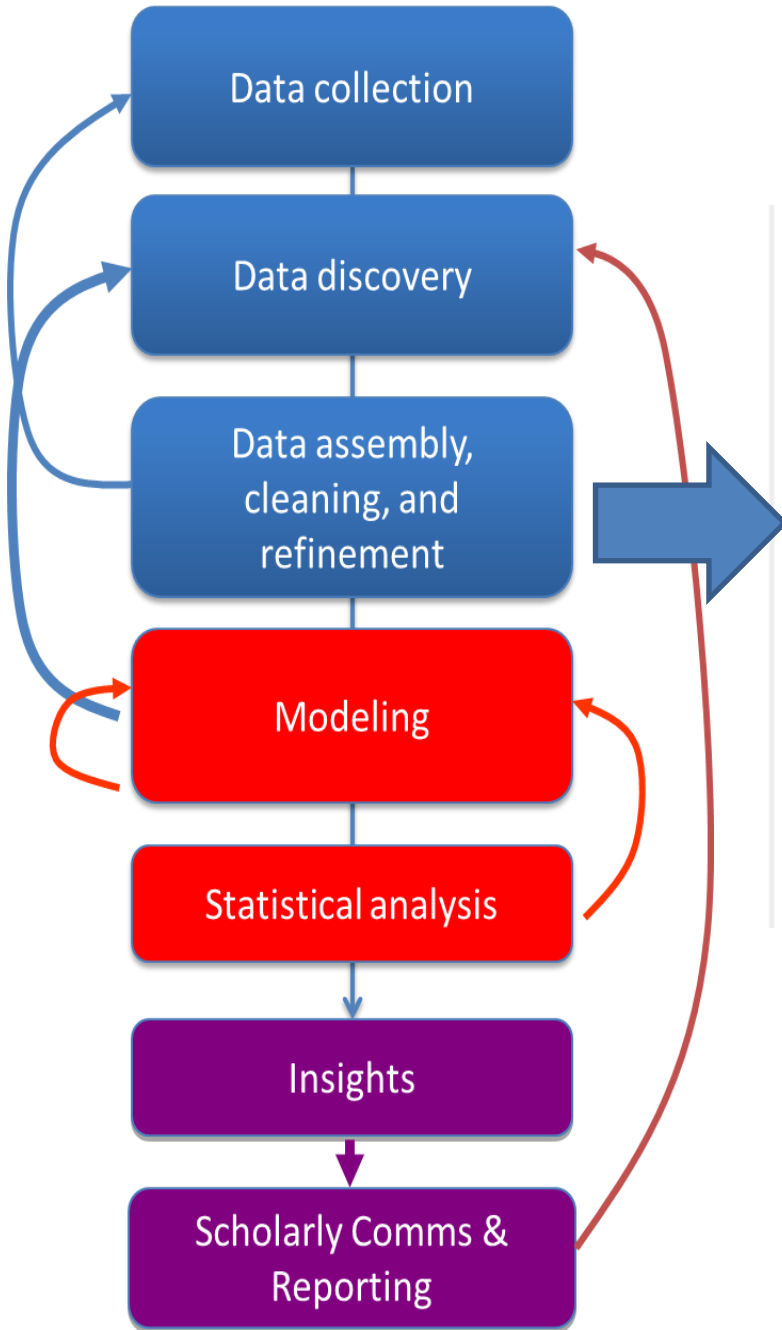 Data collection
Data discovery
Data assembly,
cleaning, and
refinement
Modeling
Statistical analysis
Insights
Scholarly Comms &
Reporting